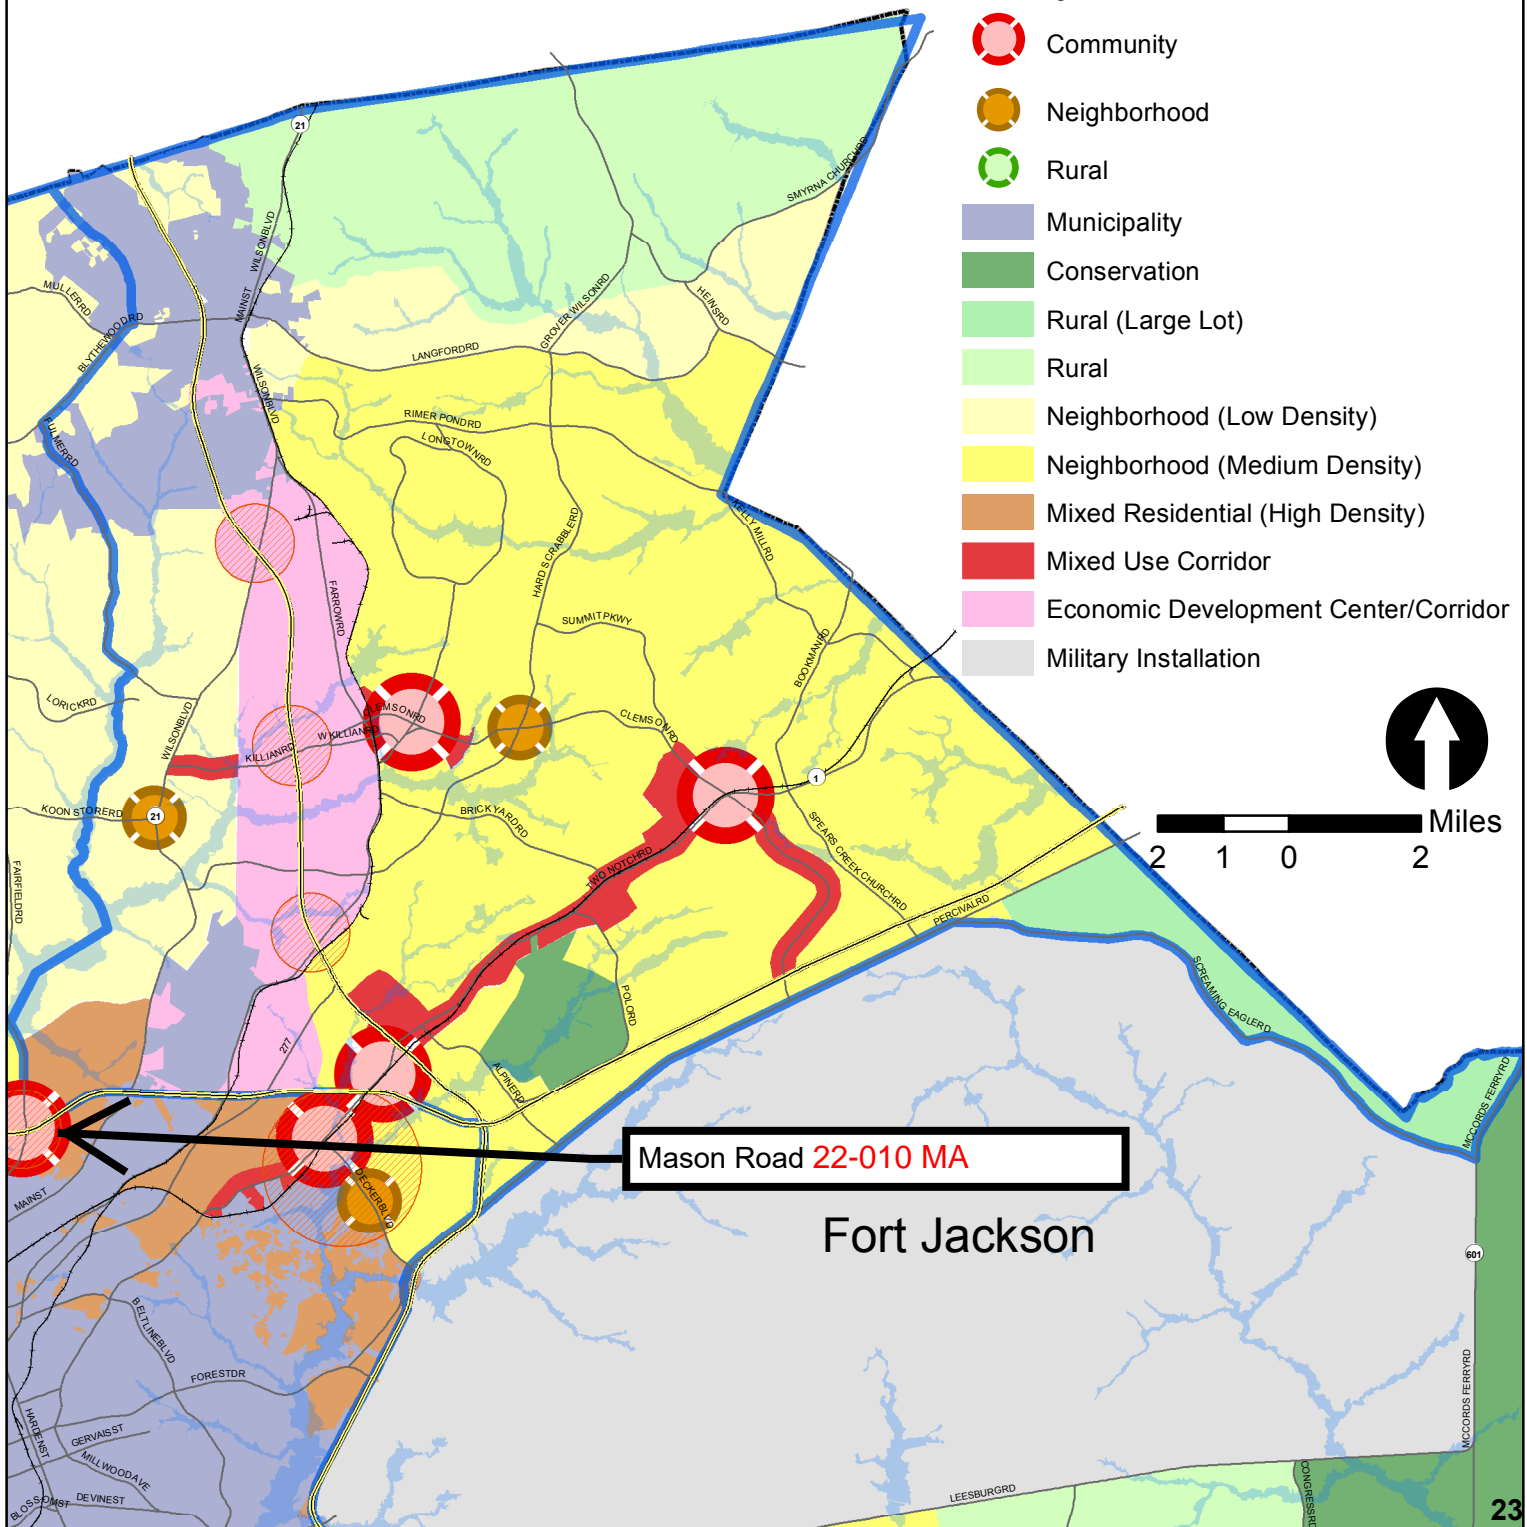 Community
Neighborhood
Rural
Municipality
Conservation
Rural (Large Lot)
Rural
Neighborhood (Low Density)
Neighborhood (Medium Density)
Mixed Residential (High Density)
Mixed Use Corridor
Economic Development Center/Corridor
Military Installation
Miles
2 1 0 2
21
SMYRNA CHURCHRD
WILSONBLVD
MAINST
MULLERRD
BLYTHEWOODRD
HEINSRD
GROVER WILSONRD
LANGFORDRD
WILSONBLVD
RIMER PONDRD
LONGTOWNRD
FULMERRD
KELLY MILLRD
HARD SCRABBLERD
FARROWRD
SUMMITPKWY
BOOKMANRD
LORICKRD
WILSONBLVD
CLEMSONRD
CLEMSONRD
W KILLIANRD
KILLIANRD
1
KOON STORERD
21
BRICKYARDRD
SPEARS CREEKCHURCHRD
TWO NOTCHRD
FAIRFIELDRD
PERCIVALRD
POLORD
SCREAMING EAGLERD
277
ALPINERD
MCCORDS FERRYRD
Mason Road 22-010 MA
MAINST
DECKERBLVD
Fort Jackson
601
BELTLINEBLVD
FORESTDR
MCCORDS FERRYRD
HARDENST
GERVAISST
MILLWOODAVE
DEVINEST
BLOSSOMST
LEESBURGRD
CONGRESSRD
23